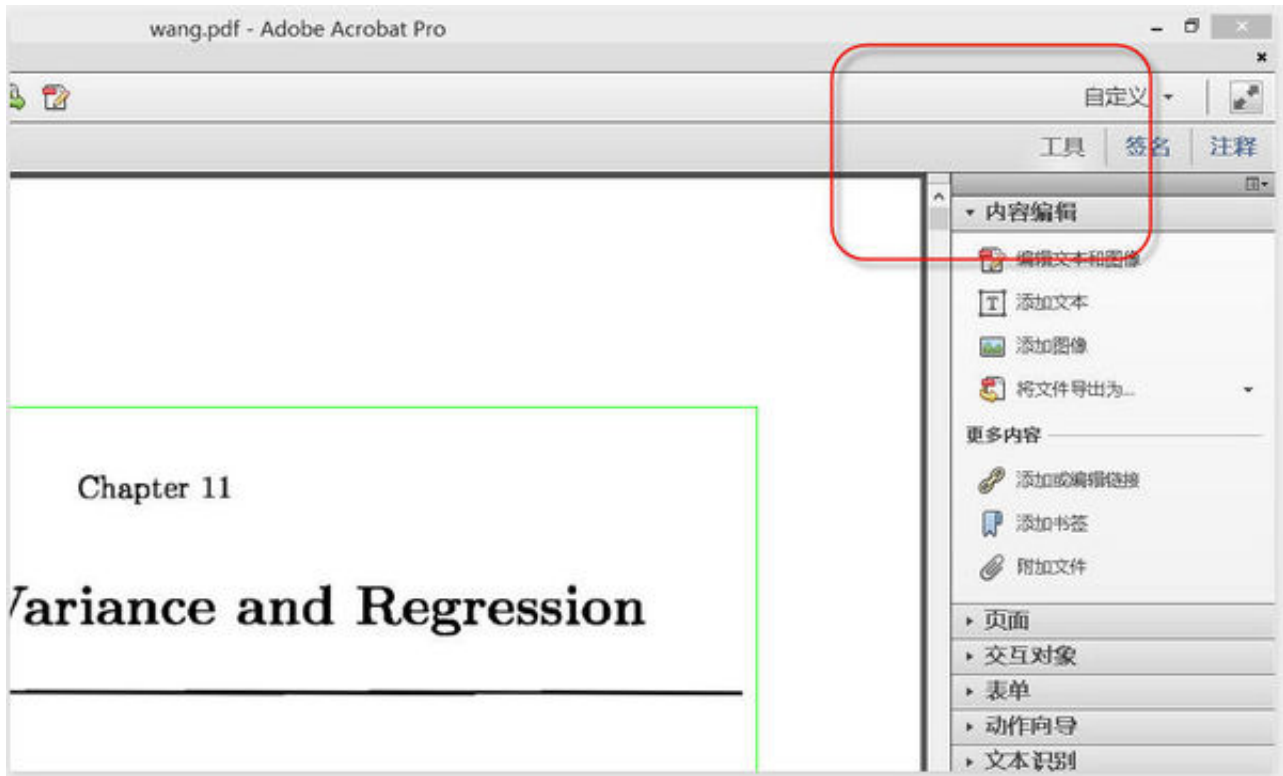 wang.pdf - Adobe Acrobat Pro
自定义
工具 签名 注释
内容编辑
编辑文本和图像
添加文本
添加图像
将文件导出为...
更多内容
添加或编辑链接
添加书签
附加文件
Chapter 11
Variance and Regression
页面
交互对象
表单
动作向导
文本识别